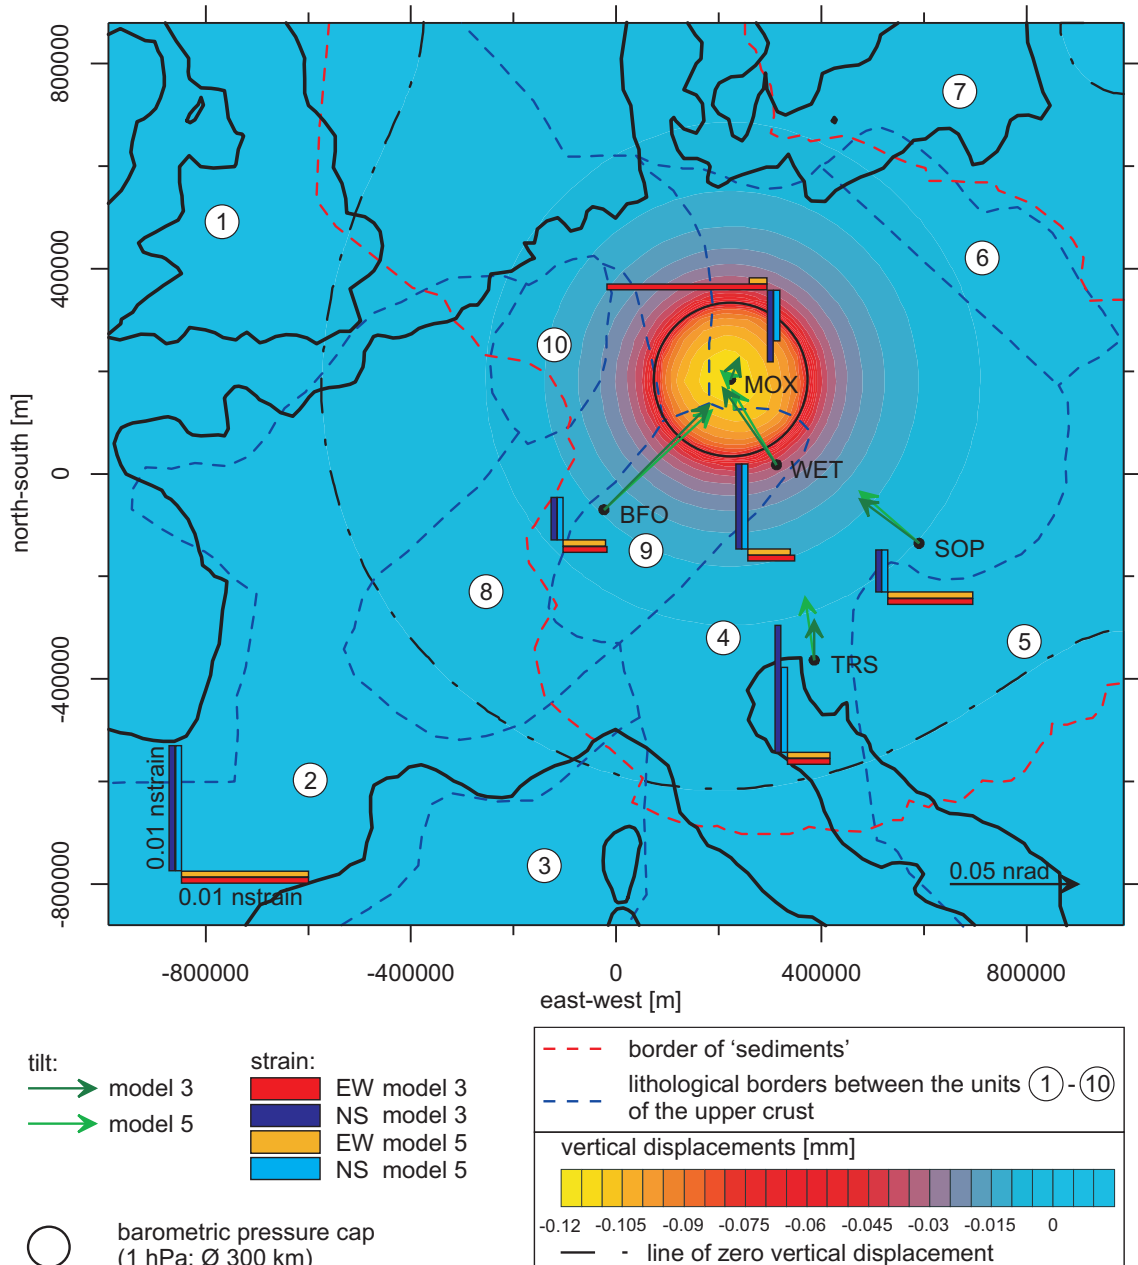 800000
400000
0
-400000
-800000
north-south [m]
7
1
6
10
MOX
WET
BFO
SOP
9
8
4
5
TRS
2
3
0.01 nstrain
0.01 nstrain
0.05 nrad
-800000 -400000 0 400000 800000
east-west [m]
tilt:
model 3
model 5
strain:
EW model 3
NS model 3
EW model 5
NS model 5
barometric pressure cap
(1 hPa; Ø 300 km)
border of ‘sediments’
lithological borders between the units 1 - 10
of the upper crust
vertical displacements [mm]
-0.12 -0.105 -0.09 -0.075 -0.06 -0.045 -0.03 -0.015 0
line of zero vertical displacement